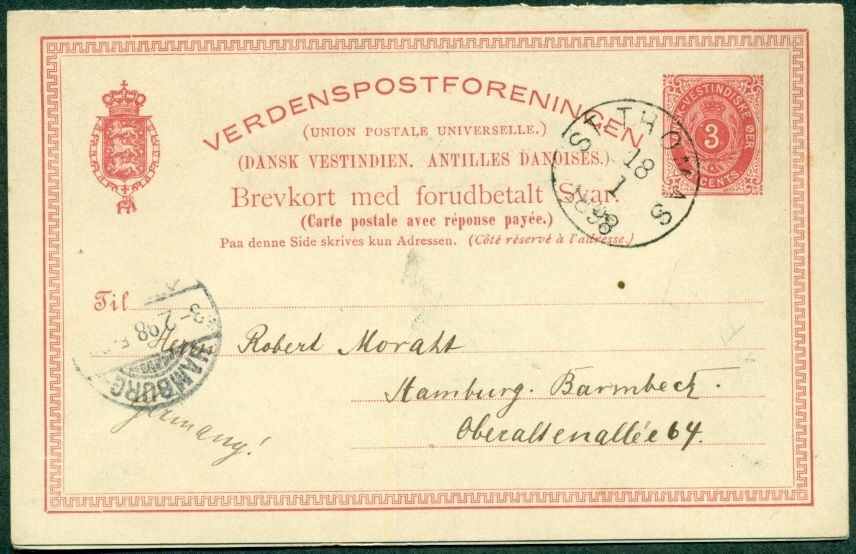 VERDENSPOSTFORENINGEN
(UNION POSTALE UNIVERSELLE.)
(DANSK VESTINDIEN. ANTILLES DANOISES.)
Brevkort med forudbetalt Svar.
(Carte postale avec réponse payée.)
Paa denne Side skrives kun Adressen. (Côté réservé à l'adresse.)
K-VESTINDISKE ØER
3
CENTS
ST THOMAS
18
1
1898
Til
Herrn Robert Moraht
Hamburg. Barmbeck.
Oberaltenallée 64.
Germany!
HAMBURG
2.98